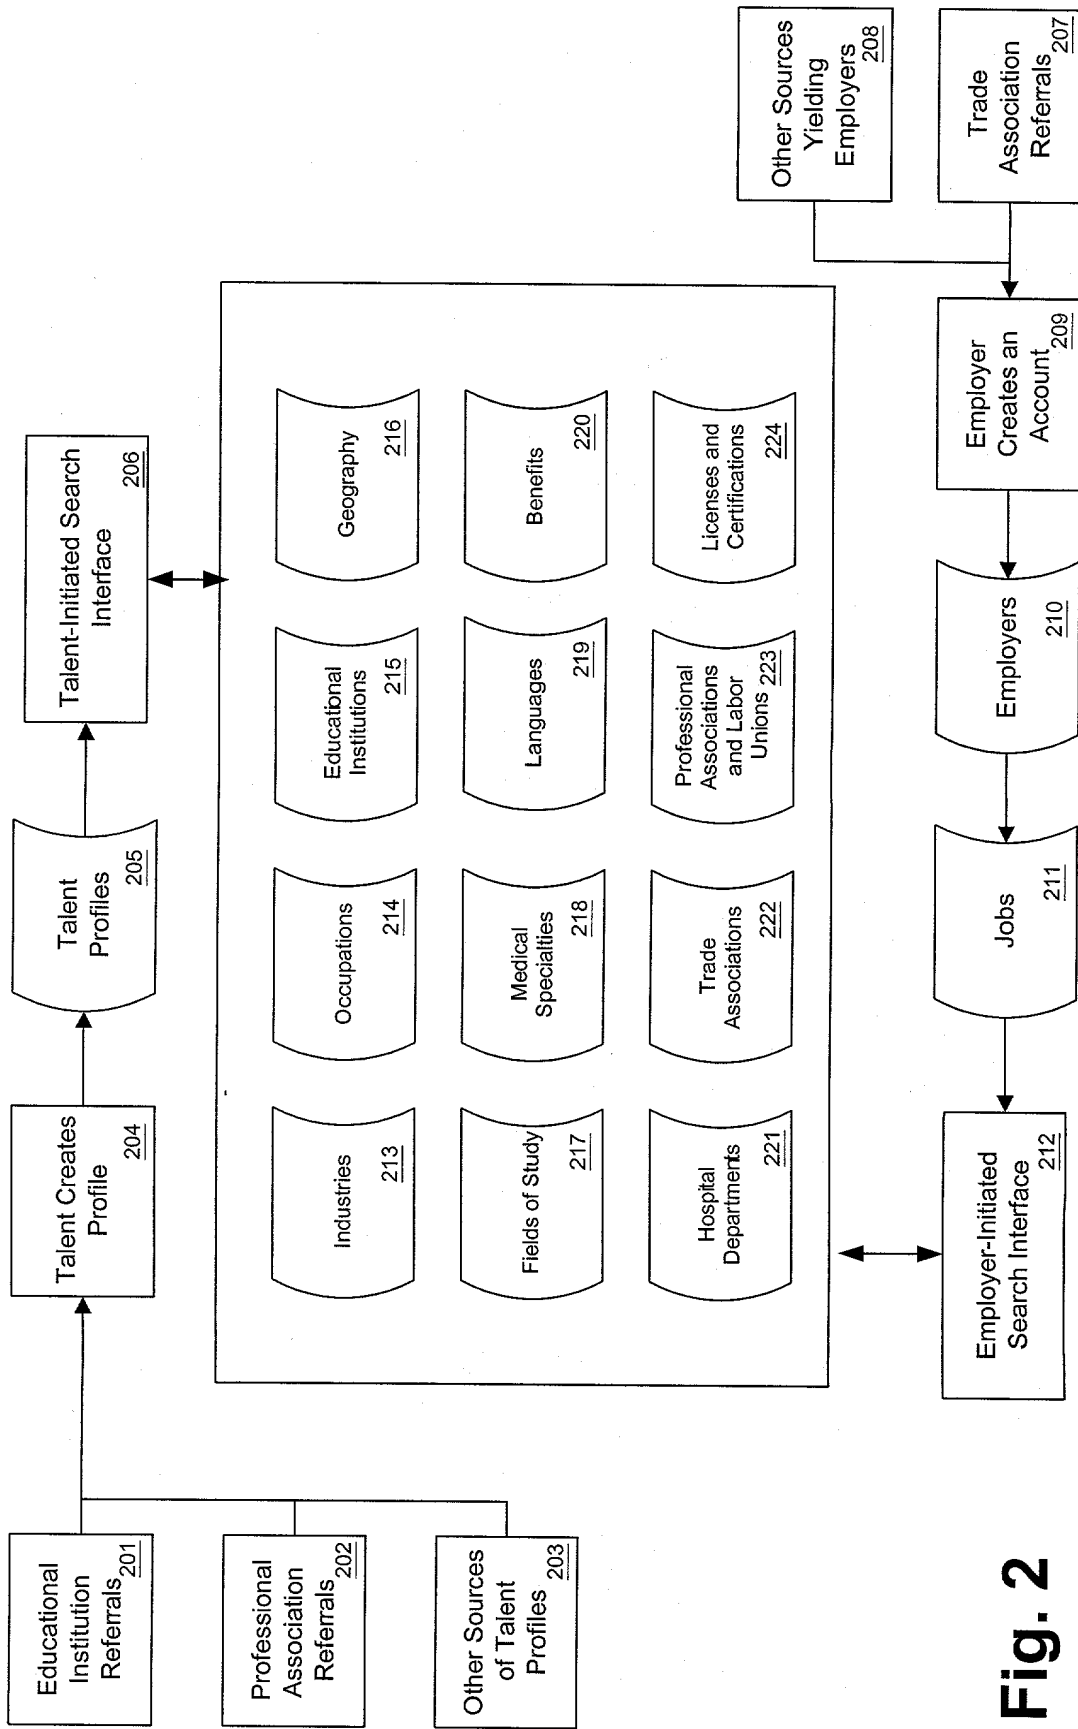 Educational
Institution
Referrals
201
Professional
Association
Referrals
202
Other Sources
of Talent
Profiles
203
Talent Creates
Profile
204
Talent
Profiles
205
Talent-Initiated Search
Interface
206
Industries
213
Occupations
214
Educational
Institutions
215
Geography
216
Fields of Study
217
Medical
Specialties
218
Languages
219
Benefits
220
Hospital
Departments
221
Trade
Associations
222
Professional
Associations
and Labor
Unions
223
Licenses and
Certifications
224
Employer-Initiated
Search Interface
212
Jobs
211
Employers
210
Employer
Creates an
Account
209
Other Sources
Yielding
Employers
208
Trade
Association
Referrals
207
Fig. 2